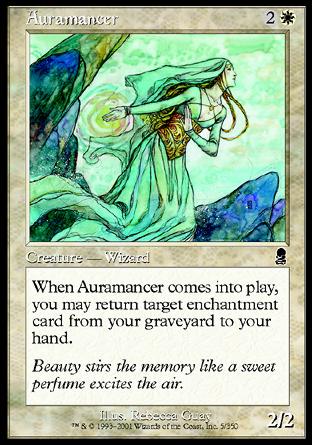 Auramancer 2
Creature — Wizard
When Auramancer comes into play,
you may return target enchantment
card from your graveyard to your
hand.
Beauty stirs the memory like a sweet
perfume excites the air.
Illus. Rebecca Guay
™ & © 1993–2001 Wizards of the Coast, Inc. 5/350
2/2